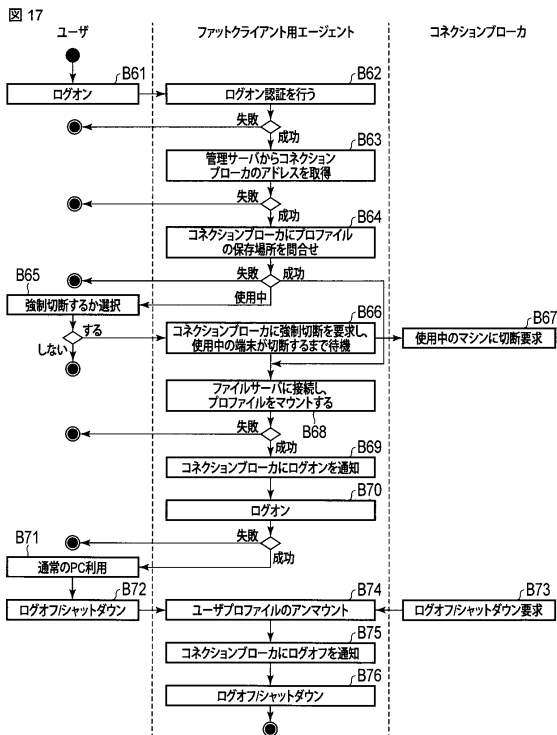 図 17
ユーザ
ファットクライアント用エージェント
コネクションブローカ
B61
ログオン
B62
ログオン認証を行う
失敗
成功
B63
管理サーバからコネクション
ブローカのアドレスを取得
失敗
成功
B64
コネクションブローカにプロファイル
の保存場所を問合せ
失敗
成功
使用中
B65
強制切断するか選択
する
しない
B66
コネクションブローカに強制切断を要求し、
使用中の端末が切断するまで待機
B67
使用中のマシンに切断要求
ファイルサーバに接続し、
プロファイルをマウントする
B68
失敗
成功
B69
コネクションブローカにログオンを通知
B70
ログオン
失敗
成功
B71
通常のPC利用
B72
ログオフ/シャットダウン
B74
ユーザプロファイルのアンマウント
B73
ログオフ/シャットダウン要求
B75
コネクションブローカにログオフを通知
B76
ログオフ/シャットダウン